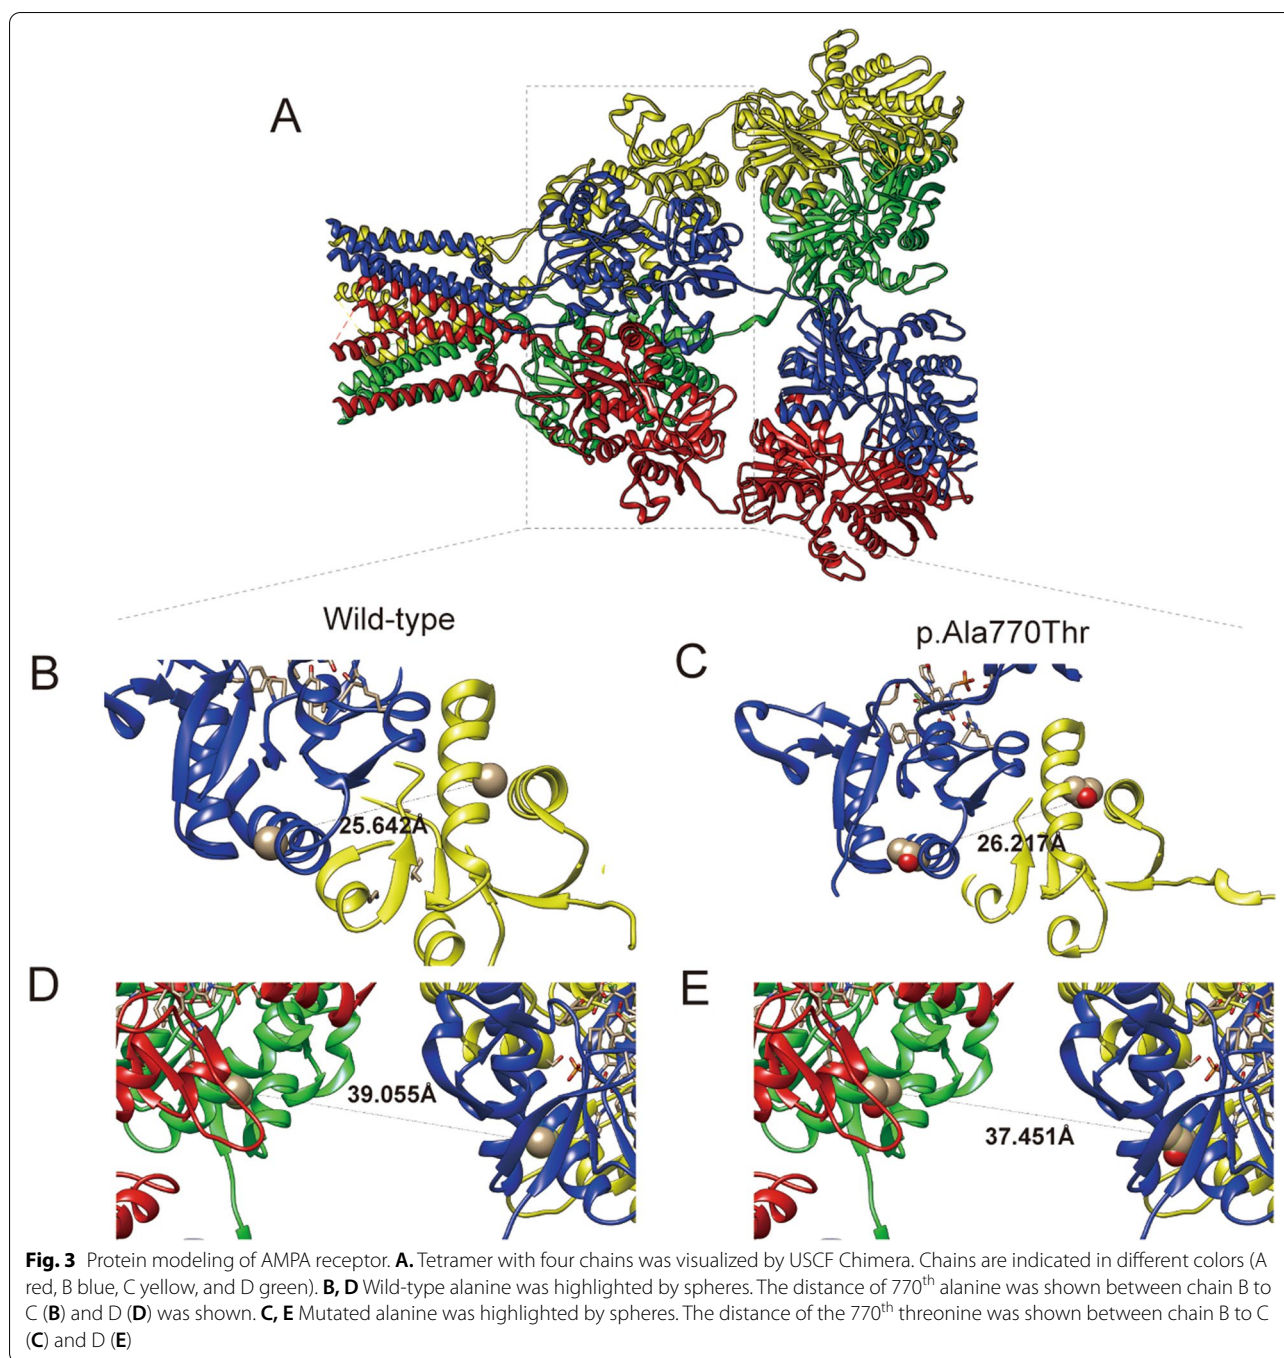 A
Wild-type
p.Ala770Thr
B
C
25.642Å
26.217Å
D
E
39.055Å
37.451Å
Fig. 3 Protein modeling of AMPA receptor. A. Tetramer with four chains was visualized by USCF Chimera. Chains are indicated in different colors (A
red, B blue, C yellow, and D green). B, D Wild-type alanine was highlighted by spheres. The distance of 770th alanine was shown between chain B to
C (B) and D (D) was shown. C, E Mutated alanine was highlighted by spheres. The distance of the 770th threonine was shown between chain B to C
(C) and D (E)